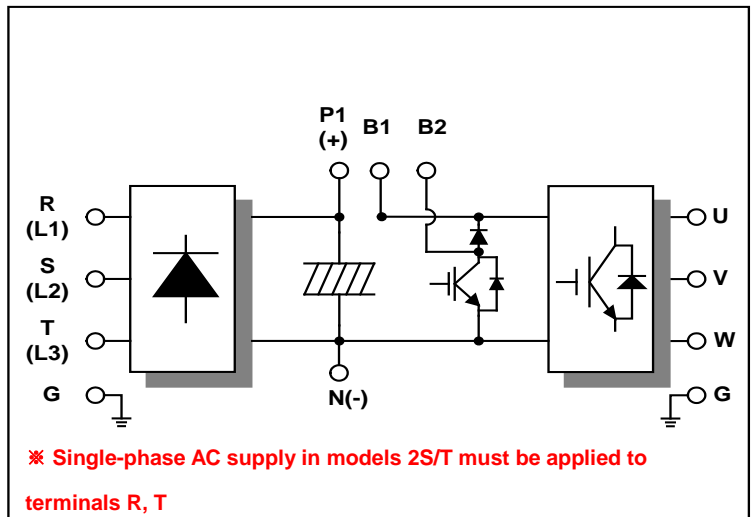 P1 B1 B2
(+)
R
(L1)
U
S
(L2)
V
T
(L3)
W
G
N(-)
G
※ Single-phase AC supply in models 2S/T must be applied to
terminals R, T